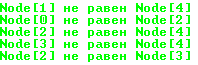 Node[1] не равен Node[4]
Node[0] не равен Node[2]
Node[2] не равен Node[4]
Node[3] не равен Node[4]
Node[2] не равен Node[3]